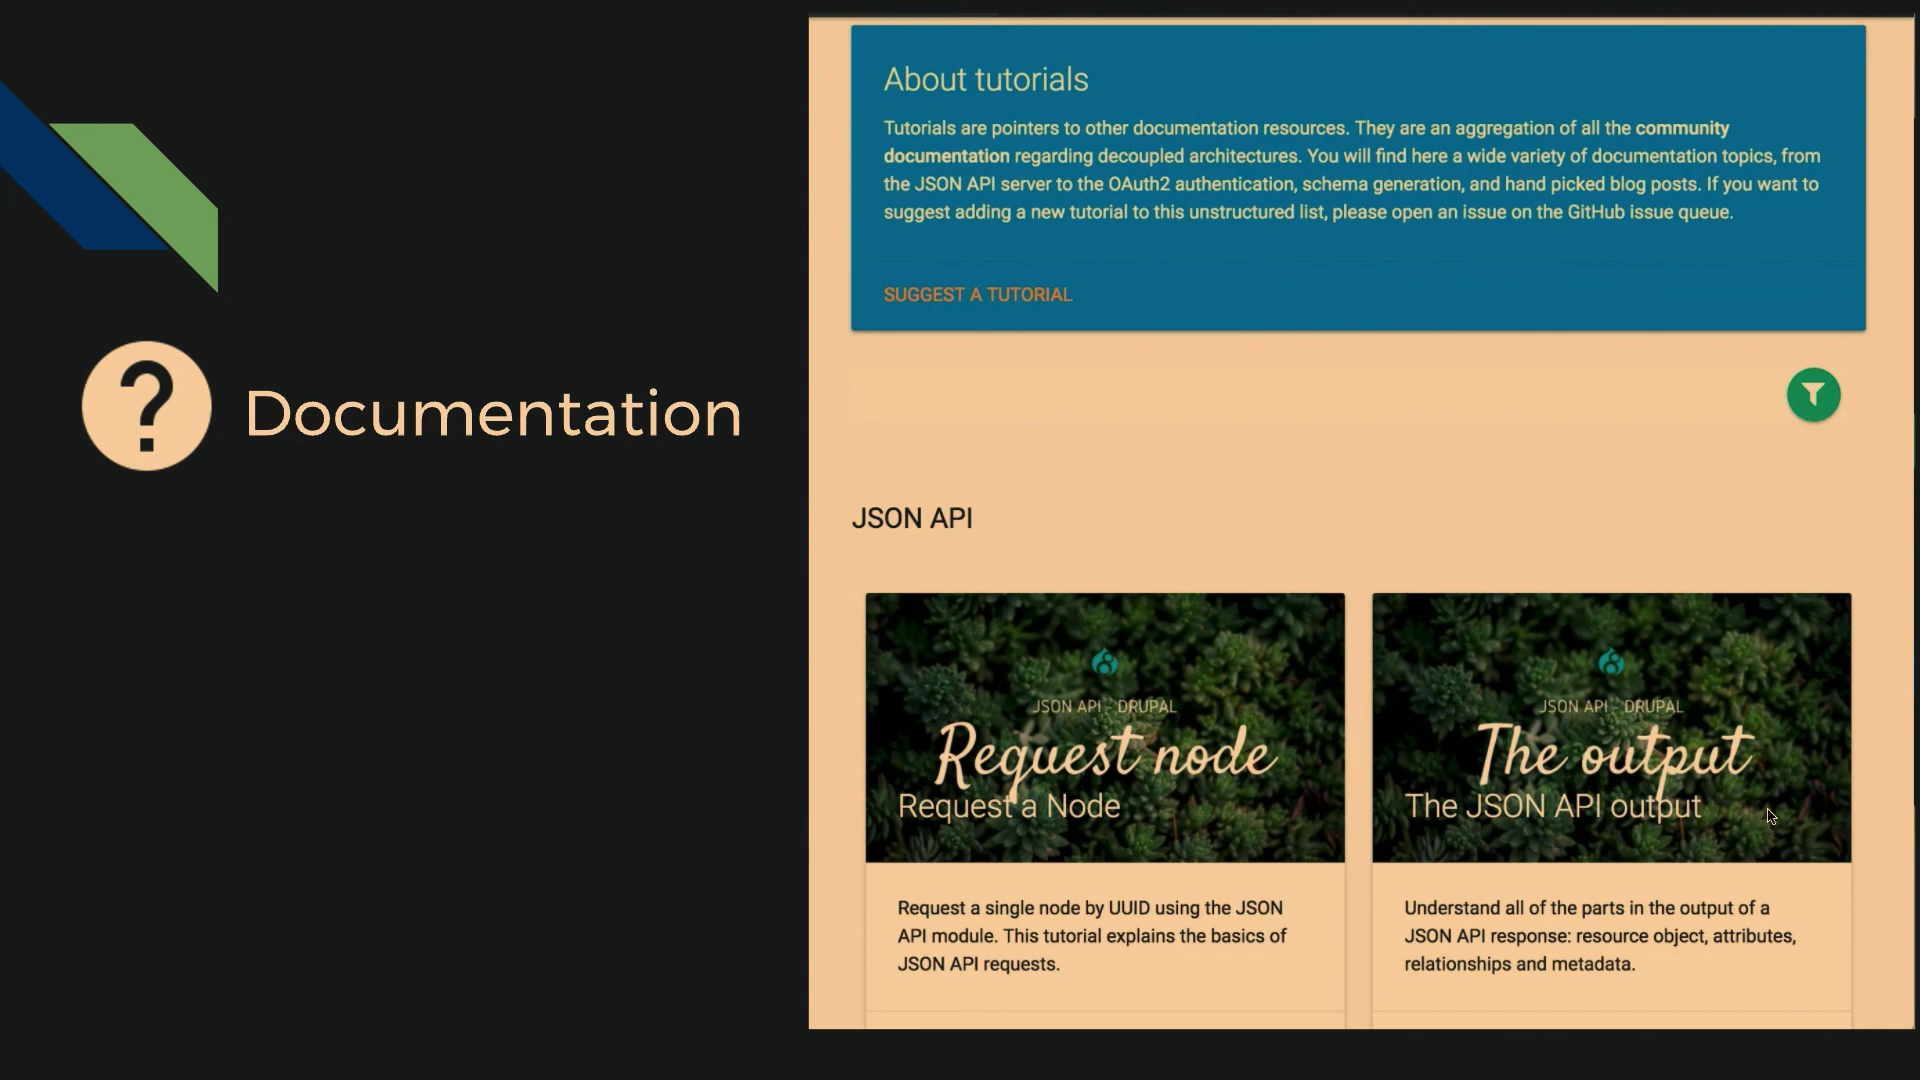 Documentation
About tutorials
Tutorials are pointers to other documentation resources. They are an aggregation of all the community
documentation regarding decoupled architectures. You will find here a wide variety of documentation topics, from
the JSON API server to the OAuth2 authentication, schema generation, and hand picked blog posts. If you want to
suggest adding a new tutorial to this unstructured list, please open an issue on the GitHub issue queue.
SUGGEST A TUTORIAL
JSON API
JSON API - DRUPAL
Request node
Request a Node
Request a single node by UUID using the JSON
API module. This tutorial explains the basics of
JSON API requests.
JSON API - DRUPAL
The output
The JSON API output
Understand all of the parts in the output of a
JSON API response: resource object, attributes,
relationships and metadata.